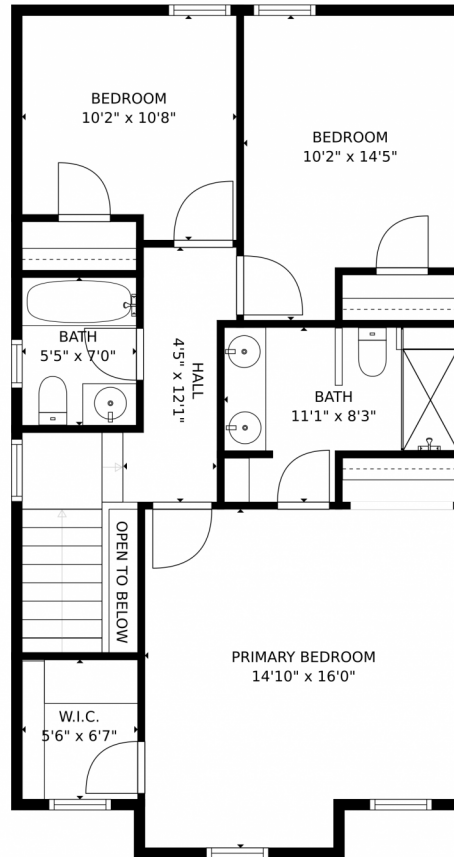 BEDROOM
10'2" x 10'8"
BEDROOM
10'2" x 14'5"
BATH
5'5" x 7'0"
HALL
4'5" x 12'1"
BATH
11'1" x 8'3"
OPEN TO BELOW
PRIMARY BEDROOM
14'10" x 16'0"
W.I.C.
5'6" x 6'7"